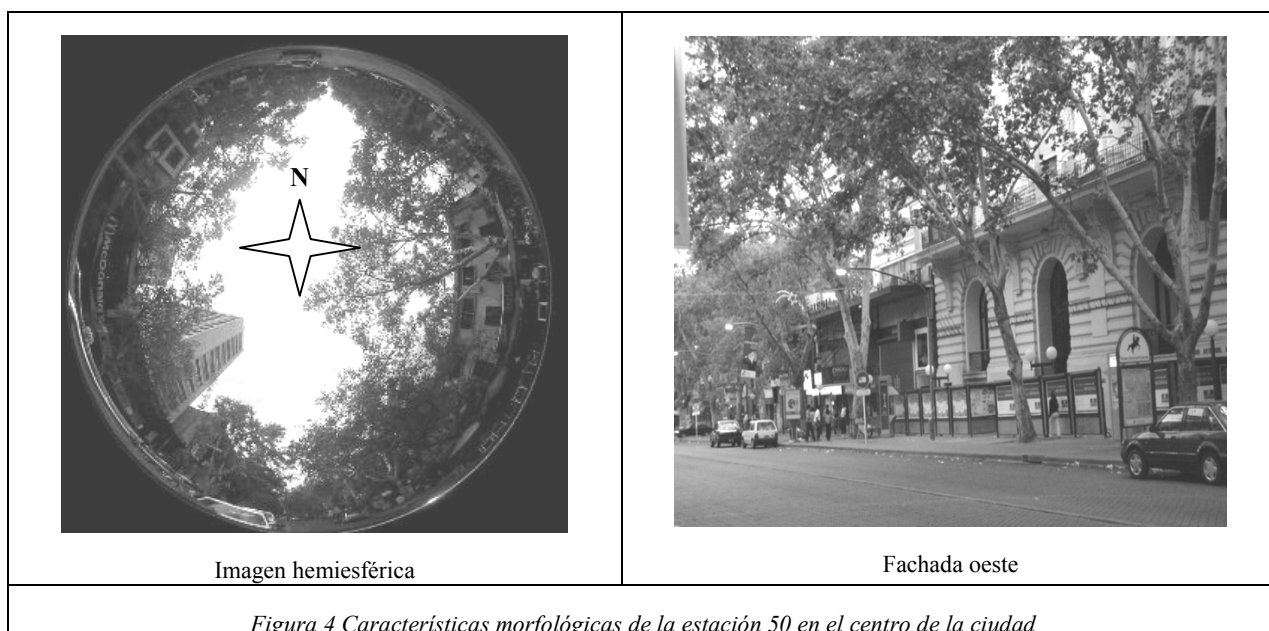 N
Imagen hemiesférica
Fachada oeste
Figura 4 Características morfológicas de la estación 50 en el centro de la ciudad